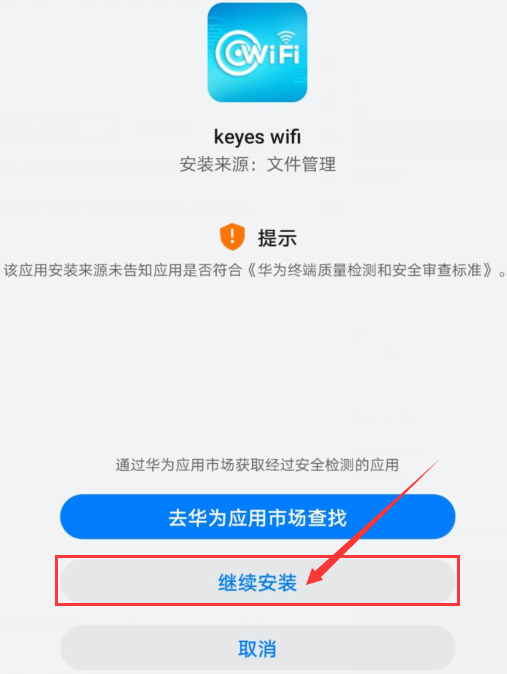 WiFi
keyes wifi
安装来源：文件管理
提示
该应用安装来源未告知应用是否符合《华为终端质量检测和安全审查标准》。
通过华为应用市场获取经过安全检测的应用
去华为应用市场查找
继续安装
取消